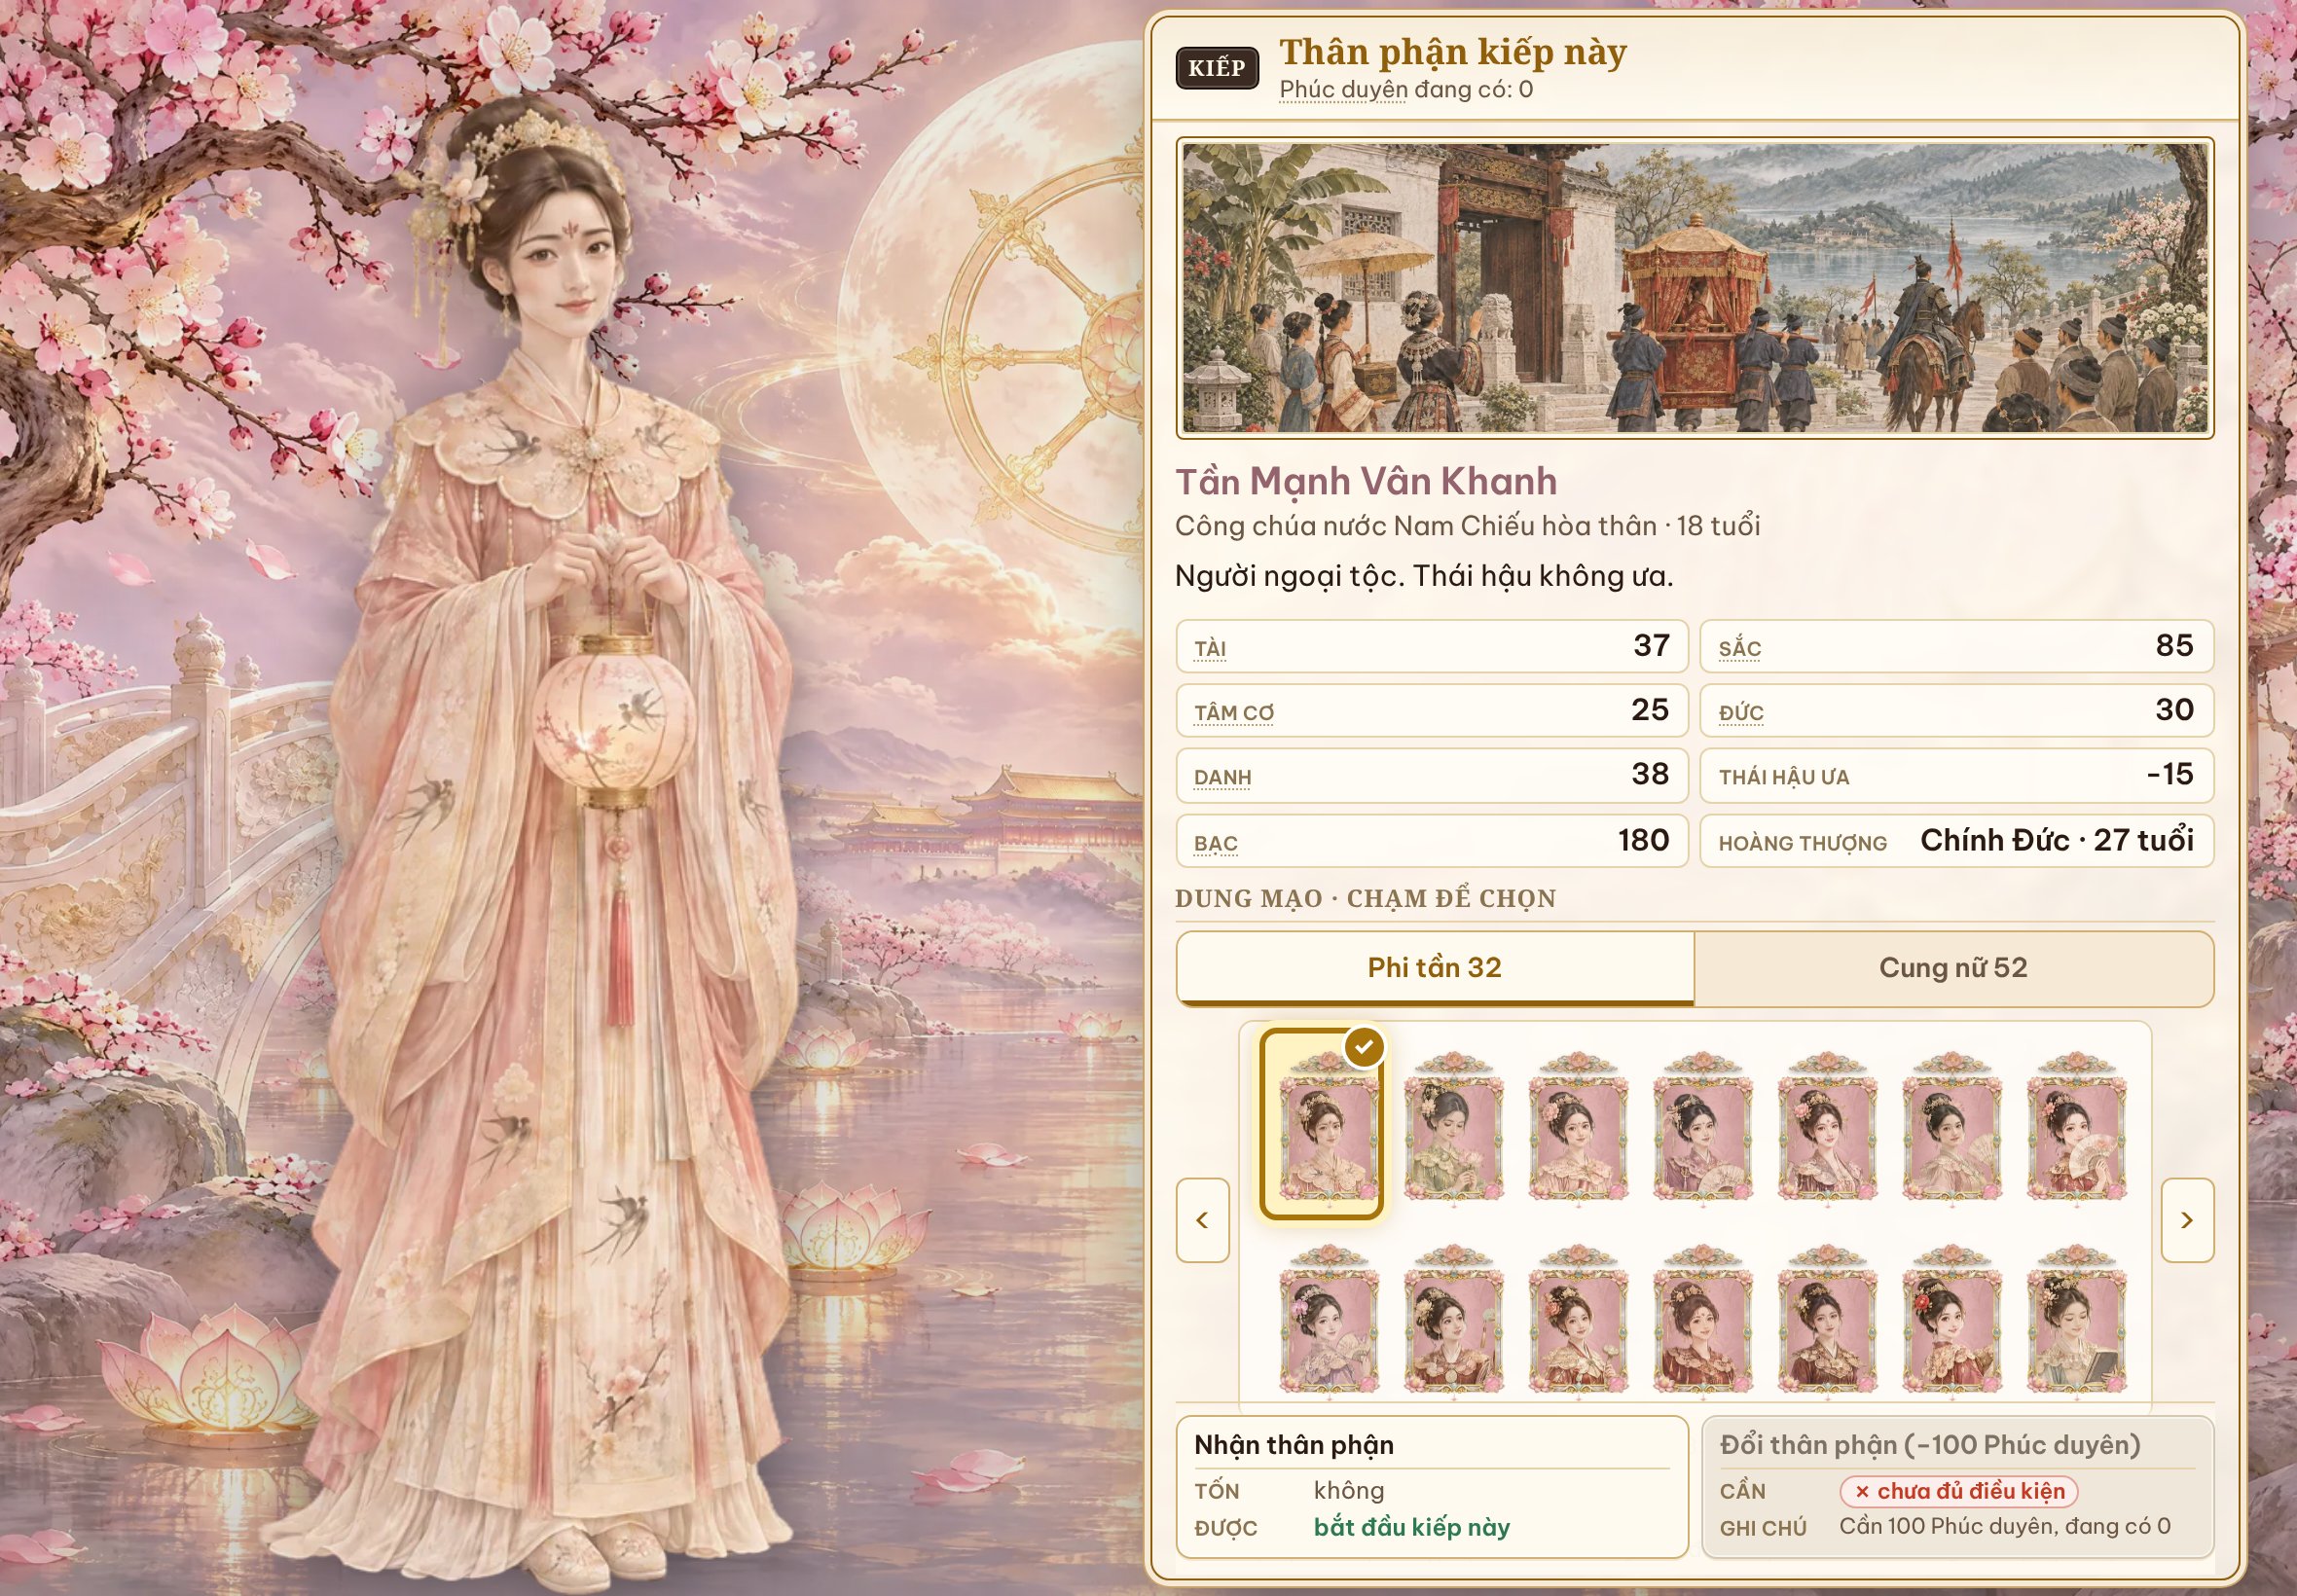 KIẾP
Thân phận kiếp này
Phúc duyên đang có: 0
Tần Mạnh Vân Khanh
Công chúa nước Nam Chiếu hòa thân · 18 tuổi
Người ngoại tộc. Thái hậu không ưa.
TÀI 37
SẮC 85
TÂM CƠ 25
ĐỨC 30
DANH 38
THÁI HẬU ƯA -15
BẠC 180
HOÀNG THƯỢNG Chính Đức · 27 tuổi
DUNG MẠO · CHẠM ĐỂ CHỌN
Phi tần 32
Cung nữ 52
Nhận thân phận
TỐN không
ĐƯỢC bắt đầu kiếp này
Đổi thân phận (-100 Phúc duyên)
CẦN × chưa đủ điều kiện
GHI CHÚ Cần 100 Phúc duyên, đang có 0